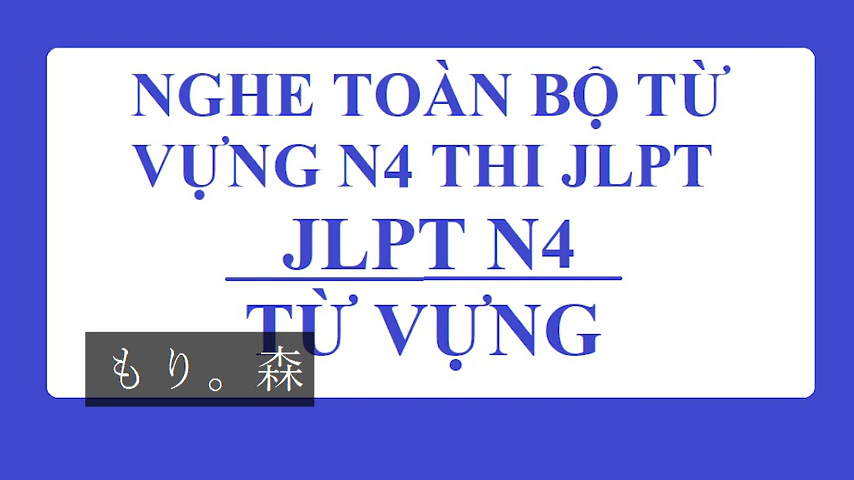 NGHE TOÀN BỘ TỪ
VỰNG N4 THI JLPT
JLPT N4
TỪ VỰNG
もり。森